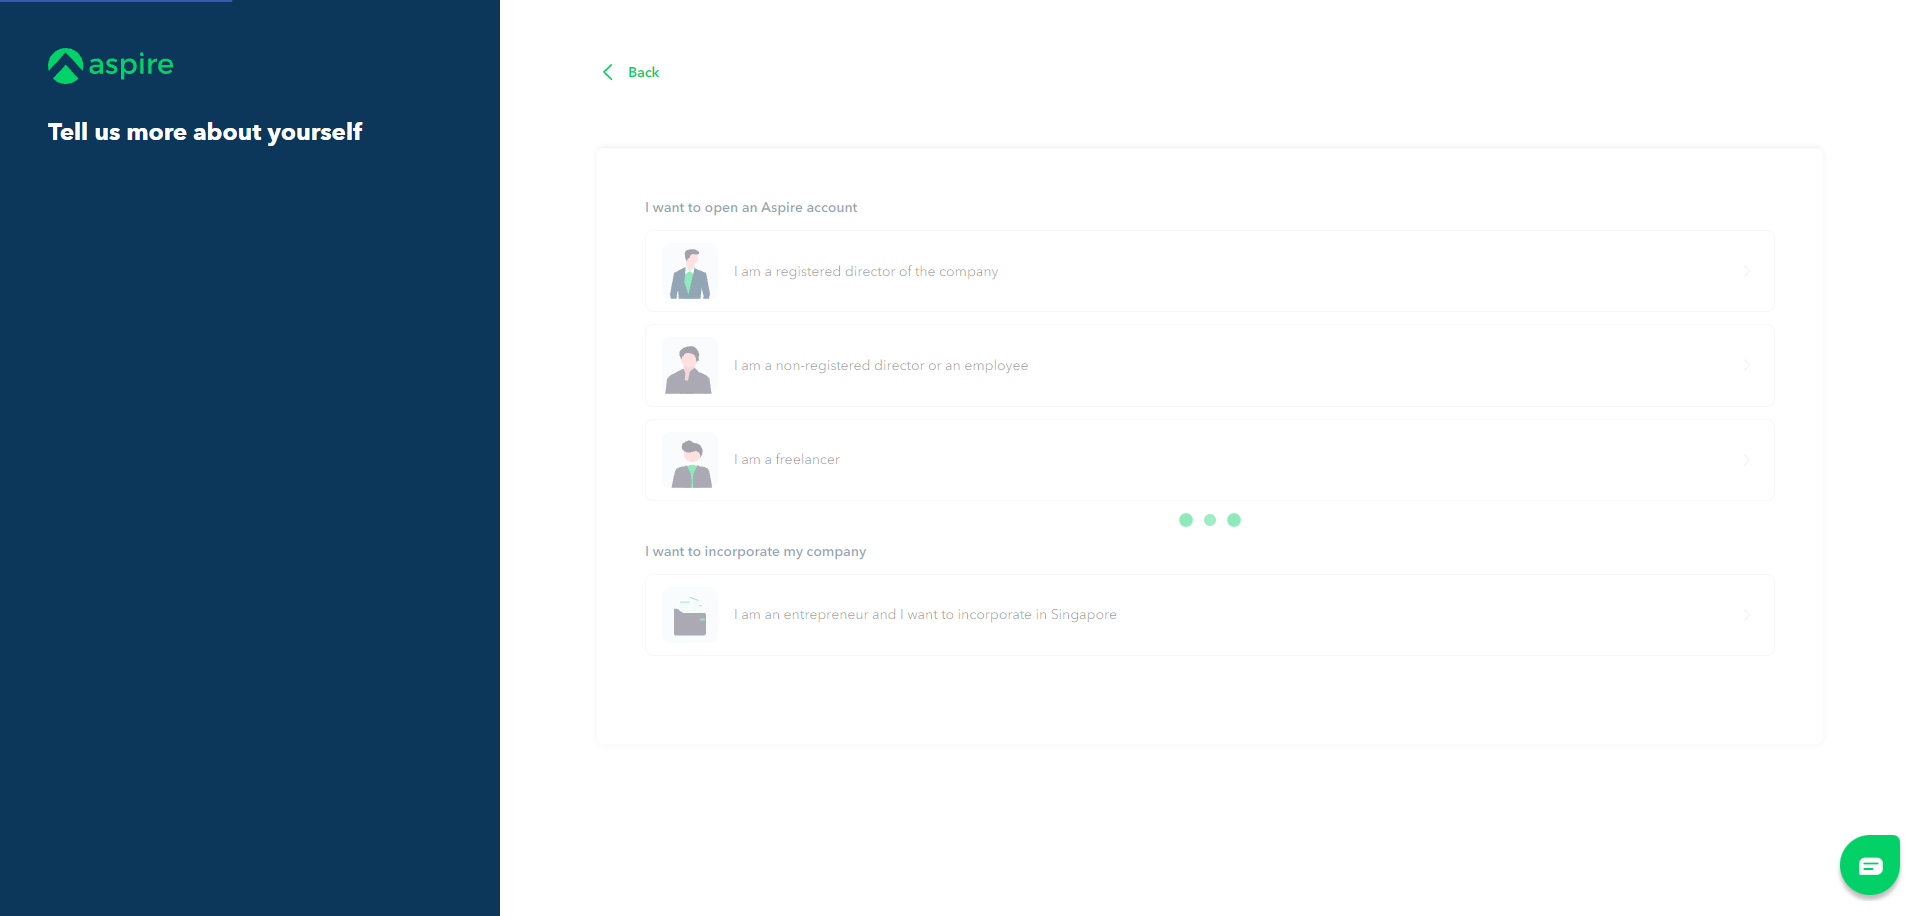 aspire
Tell us more about yourself
Back
I want to open an Aspire account
I am a registered director of the company
I am a non-registered director or an employee
I am a freelancer
I want to incorporate my company
I am an entrepreneur and I want to incorporate in Singapore